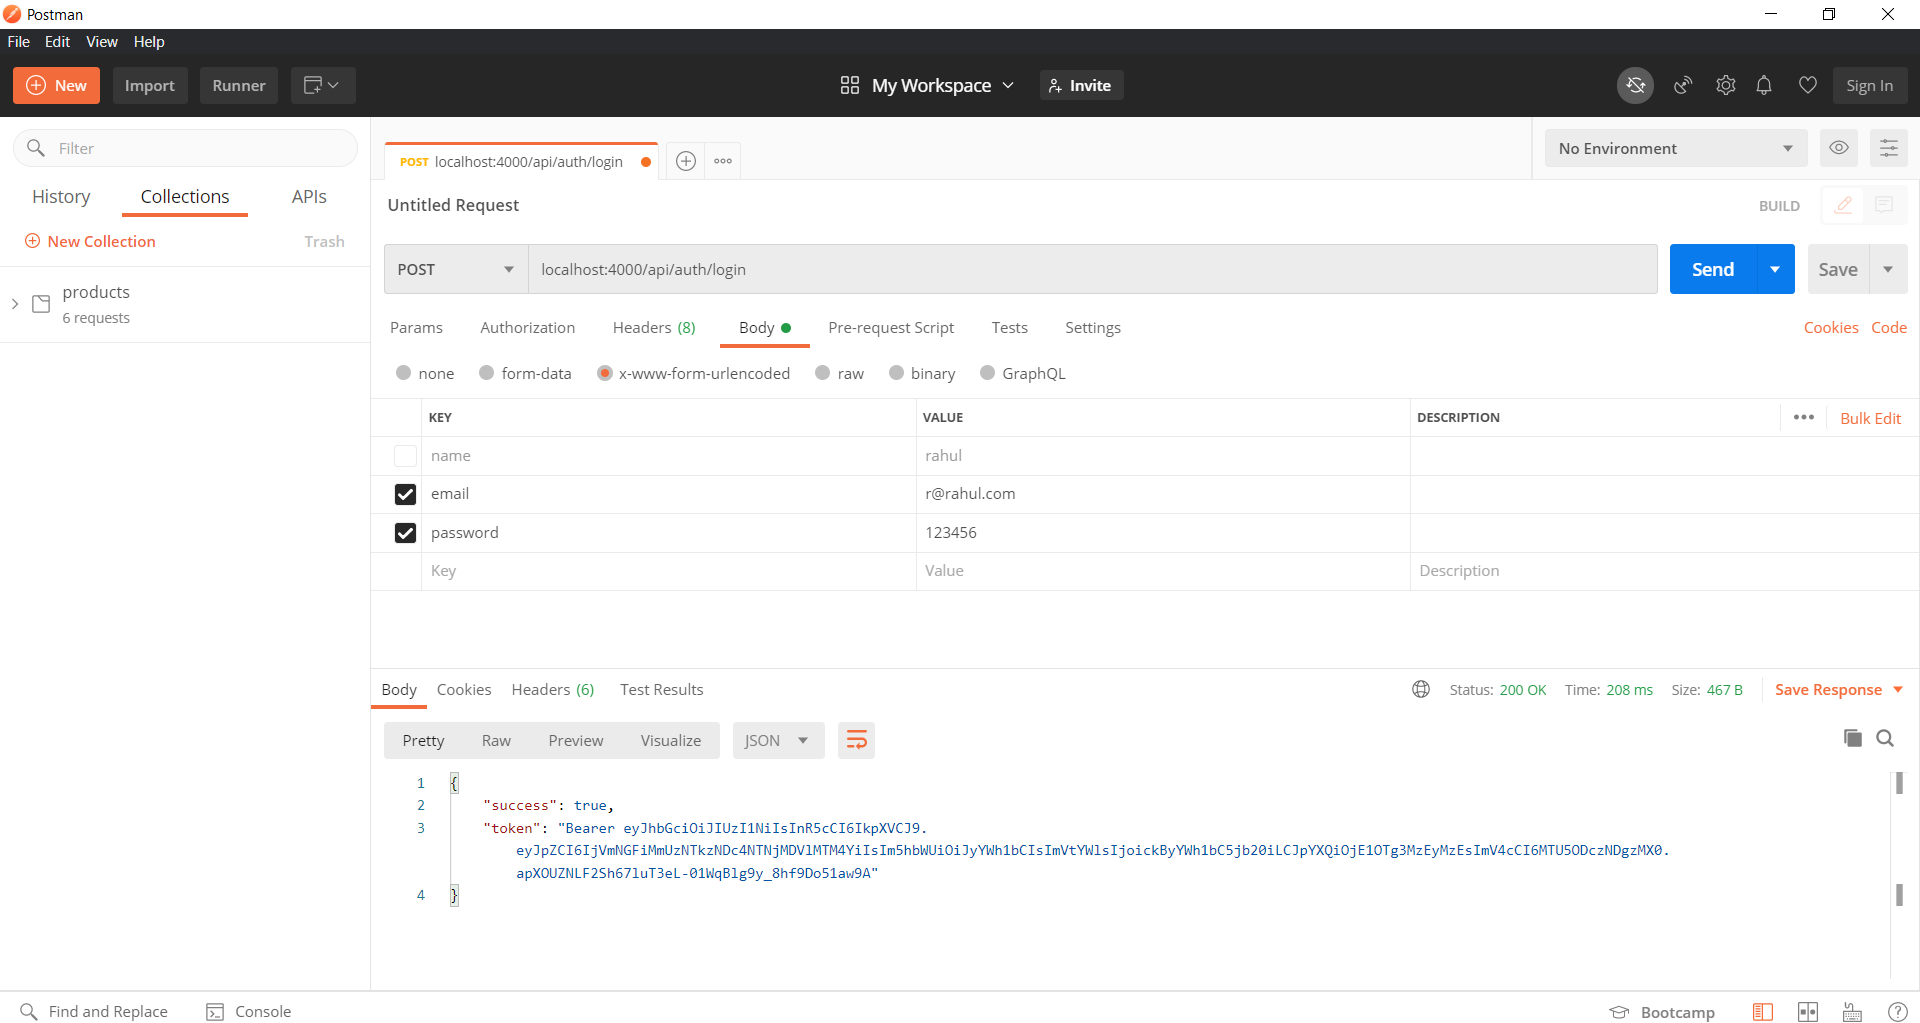 Postman
File Edit View Help
New Import Runner My Workspace Invite Sign In
Filter
History Collections APIs
New Collection Trash
products
6 requests
POST localhost:4000/api/auth/login No Environment
Untitled Request BUILD
POST localhost:4000/api/auth/login Send Save
Params Authorization Headers (8) Body Pre-request Script Tests Settings Cookies Code
none form-data x-www-form-urlencoded raw binary GraphQL
KEY VALUE DESCRIPTION Bulk Edit
name rahul
email r@rahul.com
password 123456
Key Value Description
Body Cookies Headers (6) Test Results Status: 200 OK Time: 208 ms Size: 467 B Save Response
Pretty Raw Preview Visualize JSON
1 {
2 "success": true,
3 "token": "Bearer eyJhbGciOiJIUzI1NiIsInR5cCI6IkpXVCJ9.
eyJpZCI6IjVmNGFiMmUzNTkzNDc4NTNjMDVlMTM4YiIsIm5hbWUiOiJyYWh1bCIsImVtYWlsIjoickByYWh1bC5jb20iLCJpYXQiOjE1OTg3MzEyMzEsImV4cCI6MTU5ODczNDgzMX0.
apXOUZNLF2Sh67luT3eL-01WqBlg9y_8hf9Do51aw9A"
4 }
Find and Replace Console Bootcamp